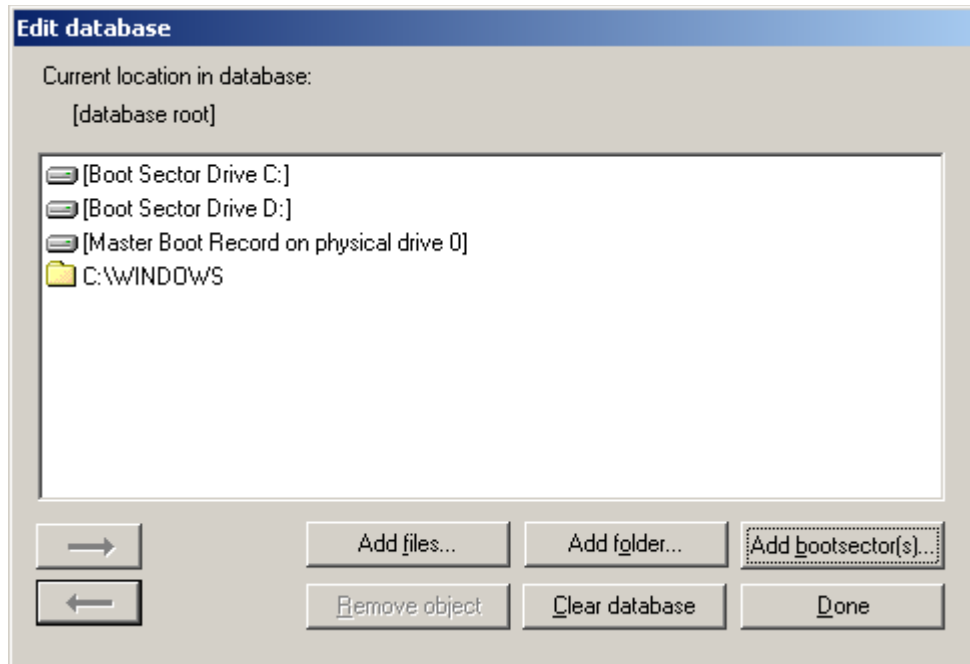 Edit database
Current location in database:
[database root]
[Boot Sector Drive C:]
[Boot Sector Drive D:]
[Master Boot Record on physical drive 0]
C:\WINDOWS
Add files... Add folder... Add bootsector(s)...
Remove object Clear database Done